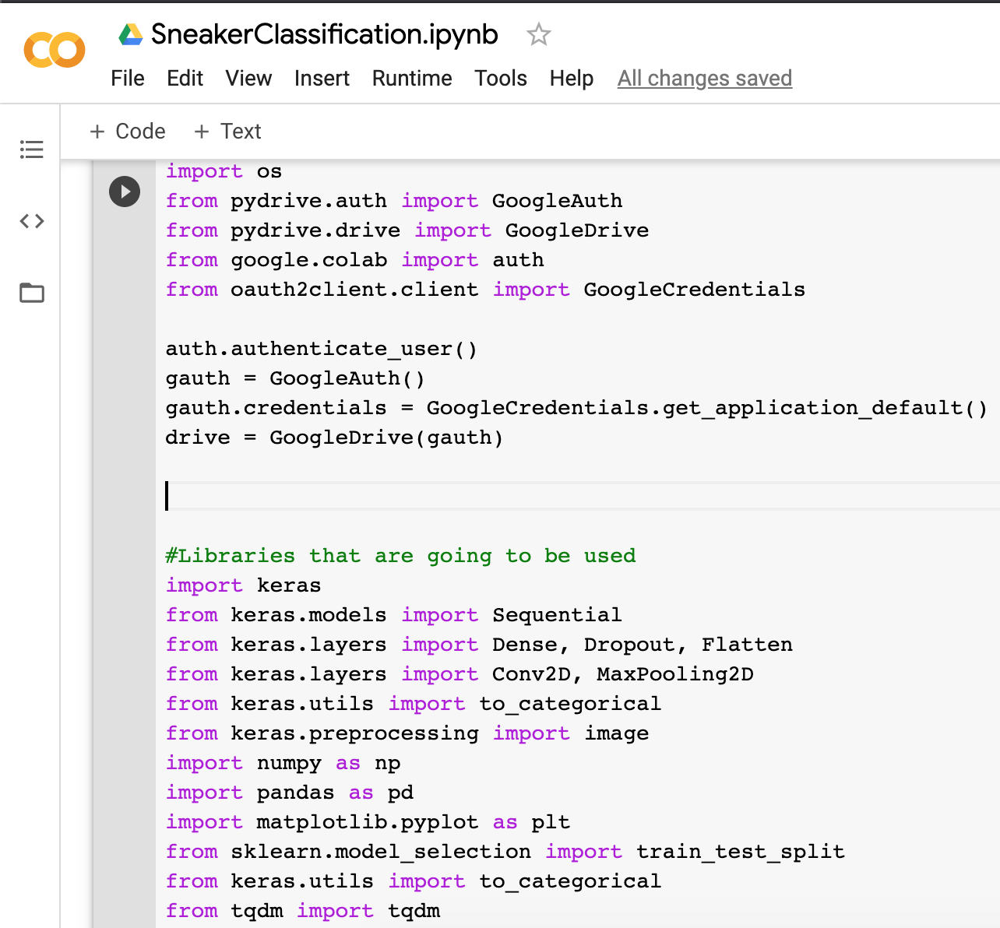 SneakerClassification.ipynb
File Edit View Insert Runtime Tools Help All changes saved
+ Code + Text
import os
from pydrive.auth import GoogleAuth
from pydrive.drive import GoogleDrive
from google.colab import auth
from oauth2client.client import GoogleCredentials
auth.authenticate_user()
gauth = GoogleAuth()
gauth.credentials = GoogleCredentials.get_application_default()
drive = GoogleDrive(gauth)
#Libraries that are going to be used
import keras
from keras.models import Sequential
from keras.layers import Dense, Dropout, Flatten
from keras.layers import Conv2D, MaxPooling2D
from keras.utils import to_categorical
from keras.preprocessing import image
import numpy as np
import pandas as pd
import matplotlib.pyplot as plt
from sklearn.model_selection import train_test_split
from keras.utils import to_categorical
from tqdm import tqdm